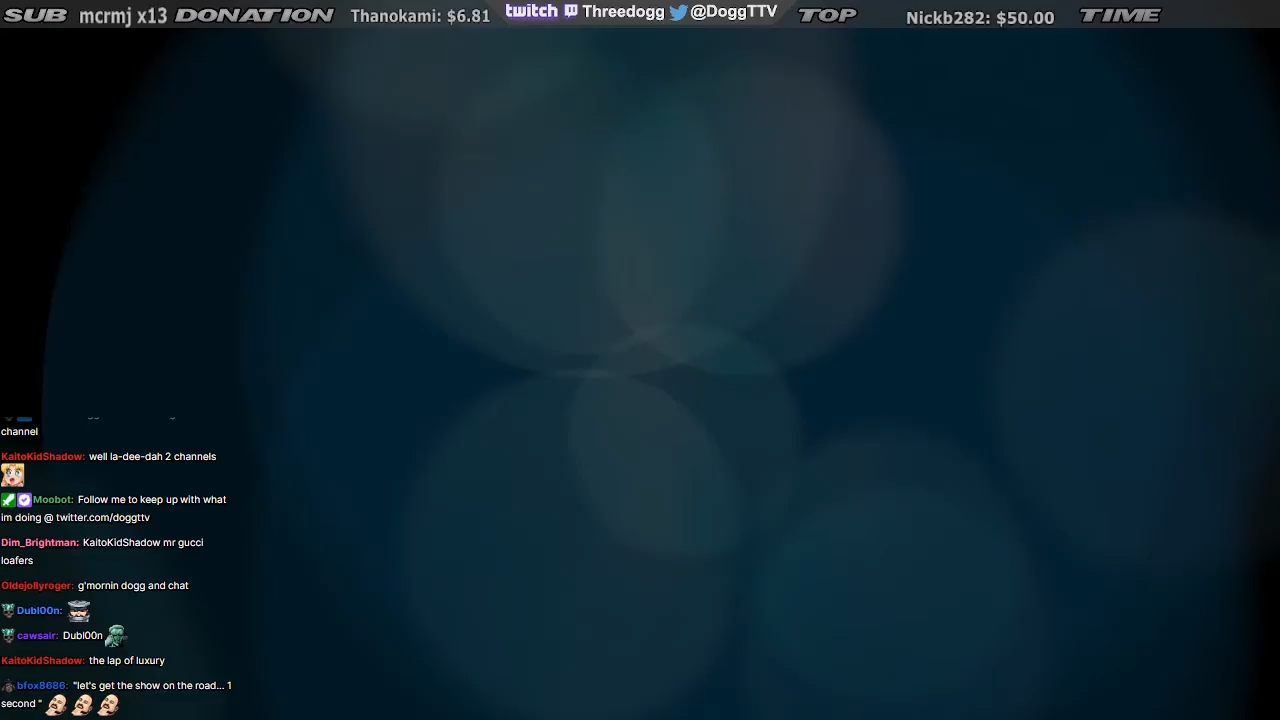 SUB mcrmj x13 DONATION Thanokami: $6.81 twitch Threedogg @DoggTTV TOP Nickb282: $50.00 TIME
channel
KaitoKidShadow: well la-dee-dah 2 channels
Moobot: Follow me to keep up with what
im doing @ twitter.com/doggttv
Dim_Brightman: KaitoKidShadow mr gucci
loafers
Oldejollyroger: g'mornin dogg and chat
Dubl00n:
cawsair: Dubl00n
KaitoKidShadow: the lap of luxury
bfox8686: "let's get the show on the road... 1
second "